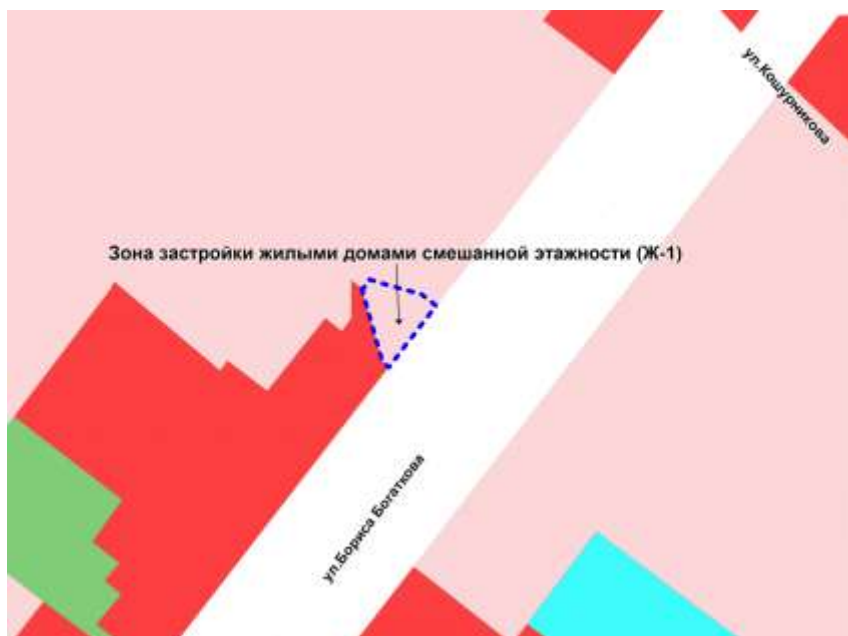 ул.Кошурникова
Зона застройки жилыми домами смешанной этажности (Ж-1)
ул.Бориса Богаткова